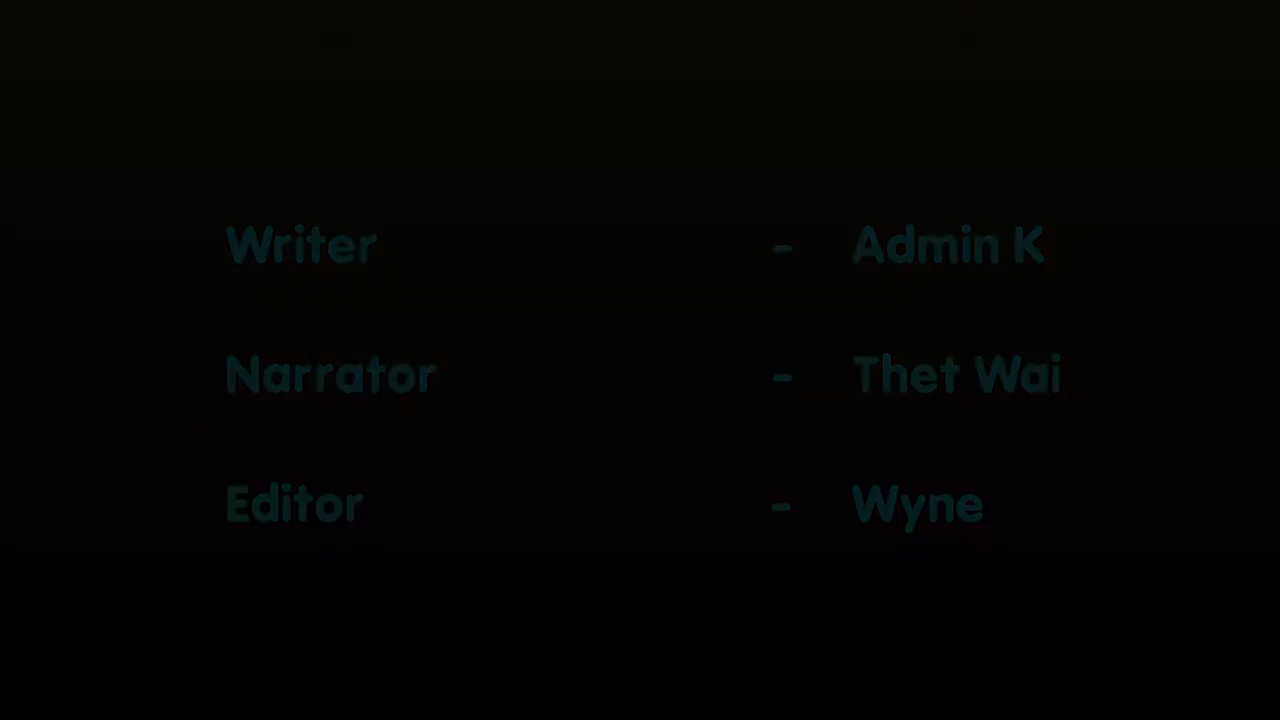 Writer - Admin K
Narrator - Thet Wai
Editor - Wyne